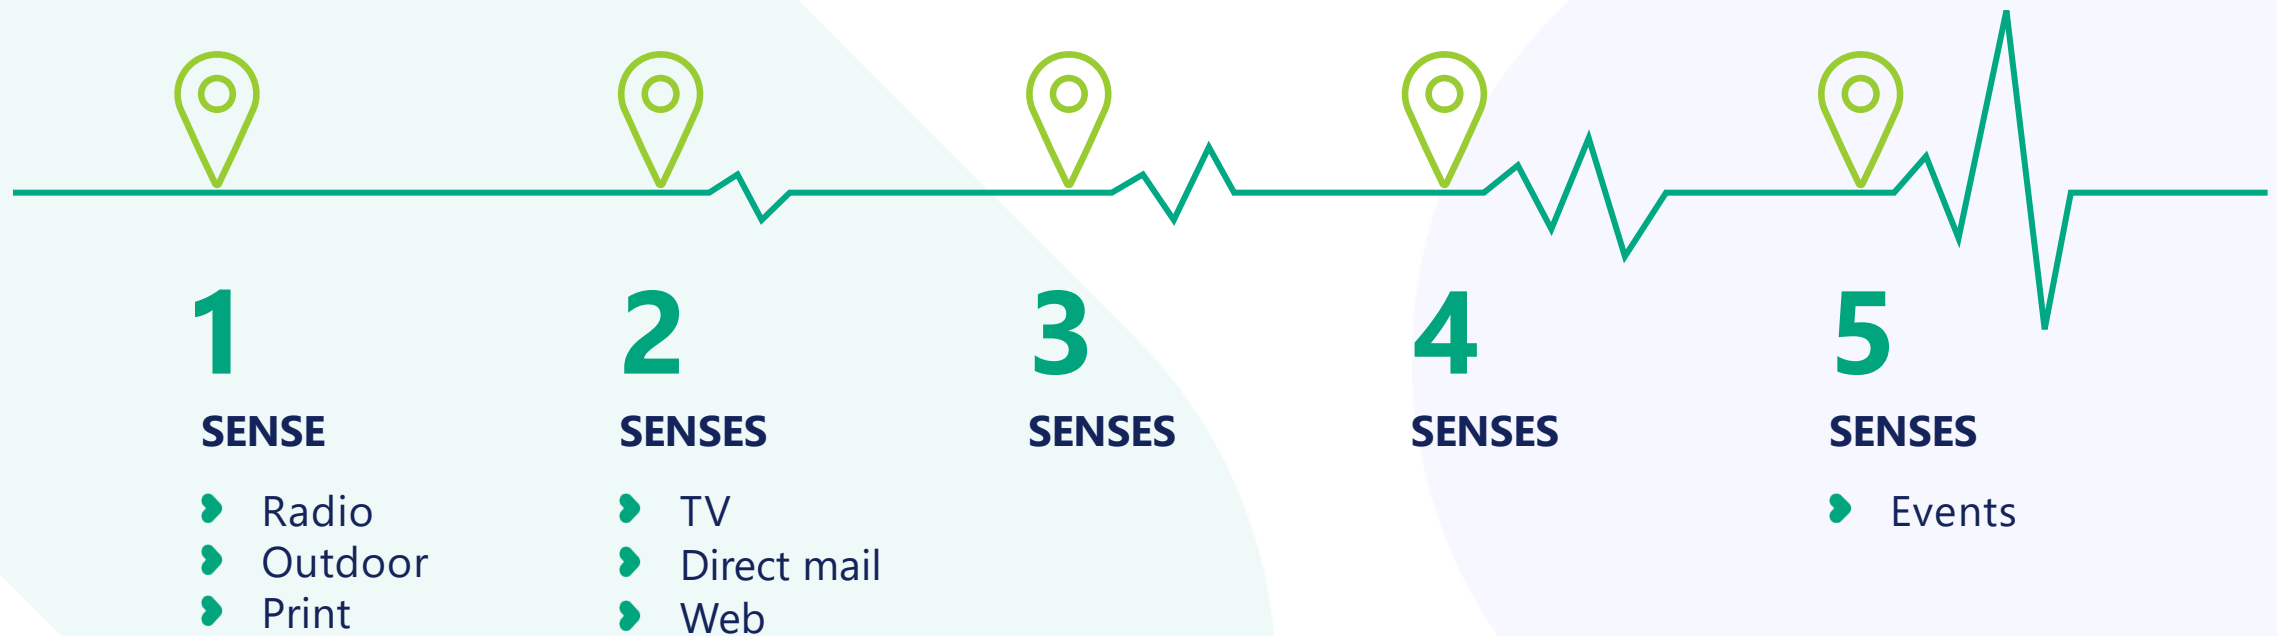 1
SENSE
Radio
Outdoor
Print
2
SENSES
TV
Direct mail
Web
3
SENSES
4
SENSES
5
SENSES
Events